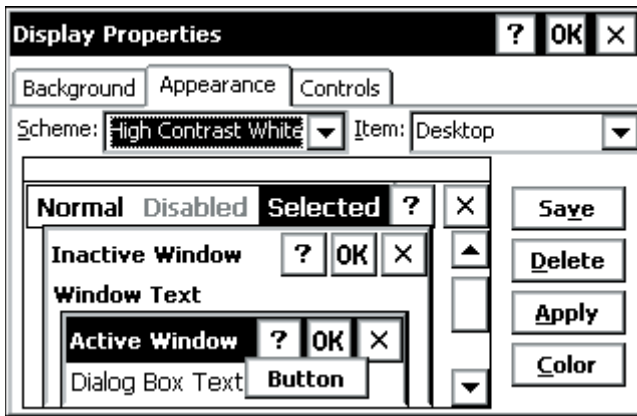 Display Properties ? OK ×
Background Appearance Controls
Scheme: High Contrast White Item: Desktop
Normal Disabled Selected ? × Save
Inactive Window ? OK ×
Delete
Window Text
Apply
Active Window ? OK ×
Color
Dialog Box Text Button